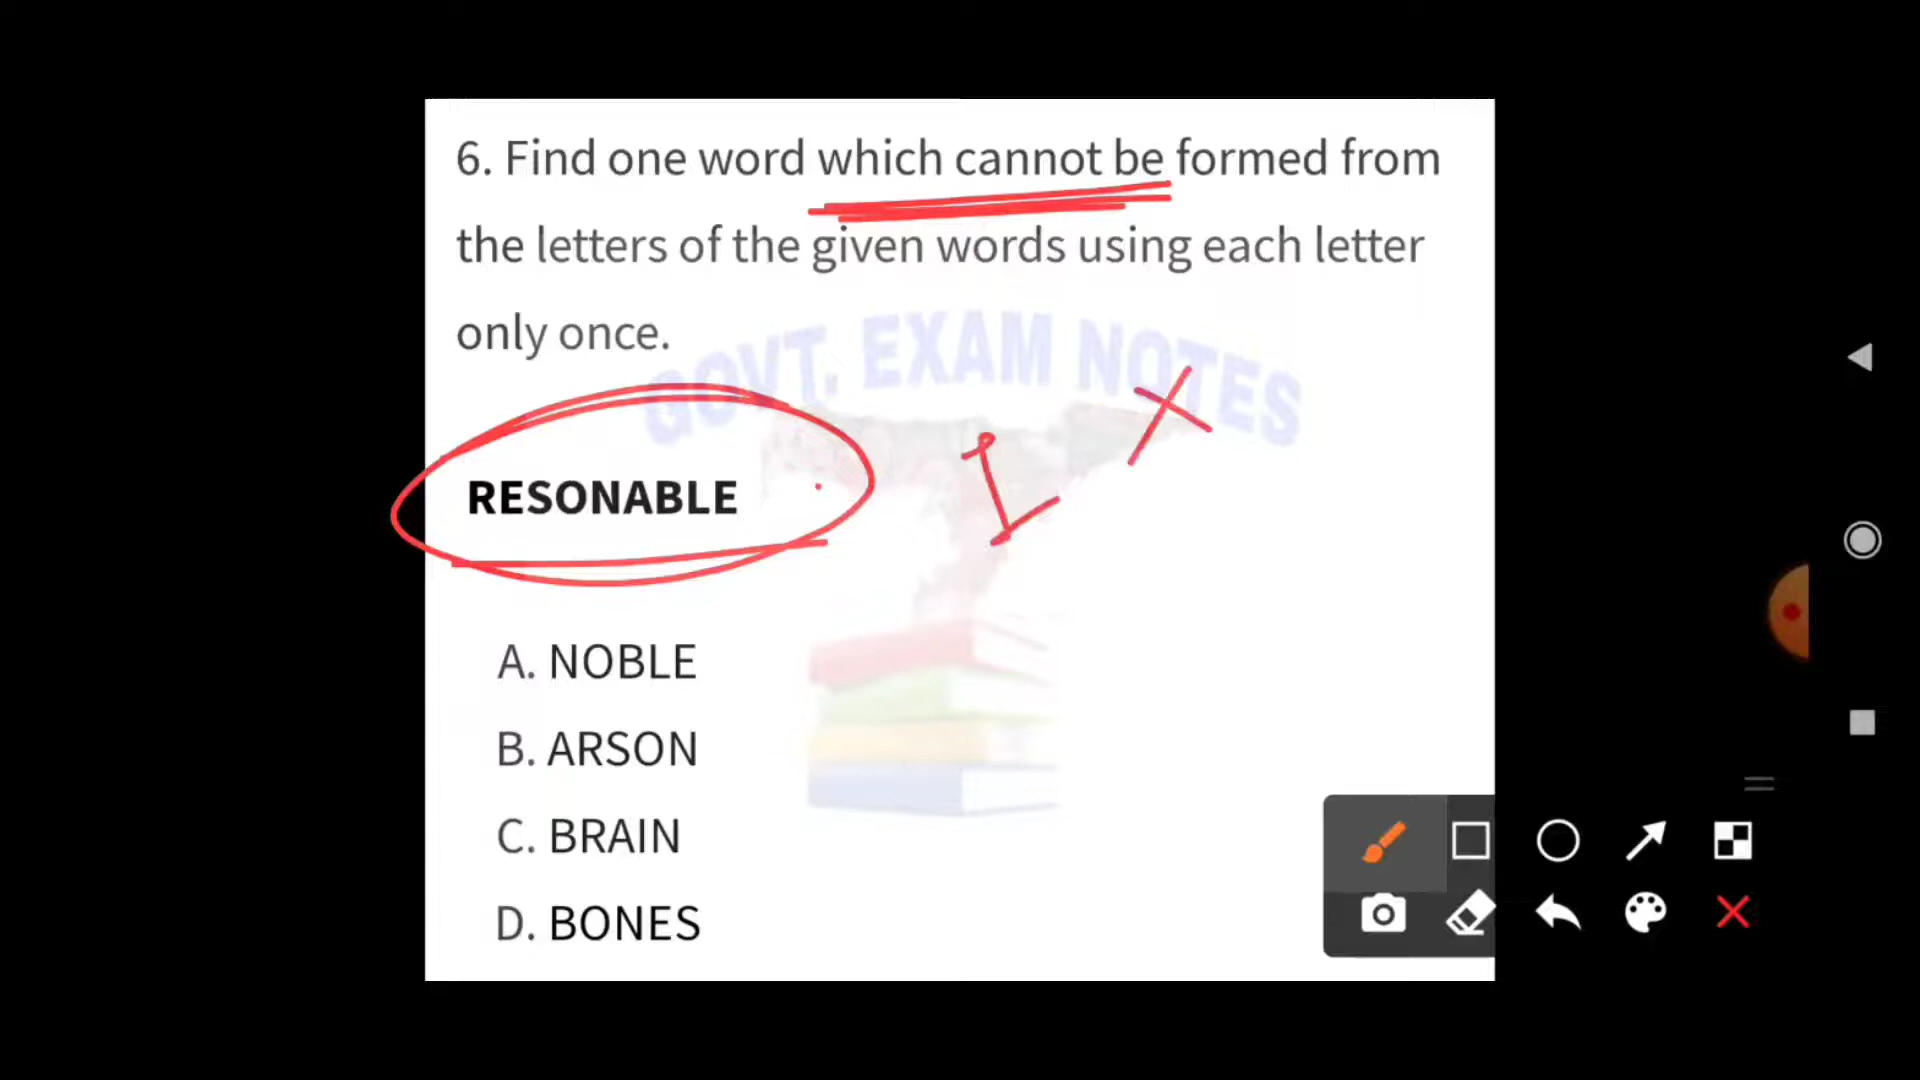 6. Find one word which cannot be formed from
the letters of the given words using each letter
only once.
GOVT. EXAM NOTES
RESONABLE
I X
A. NOBLE
B. ARSON
C. BRAIN
D. BONES